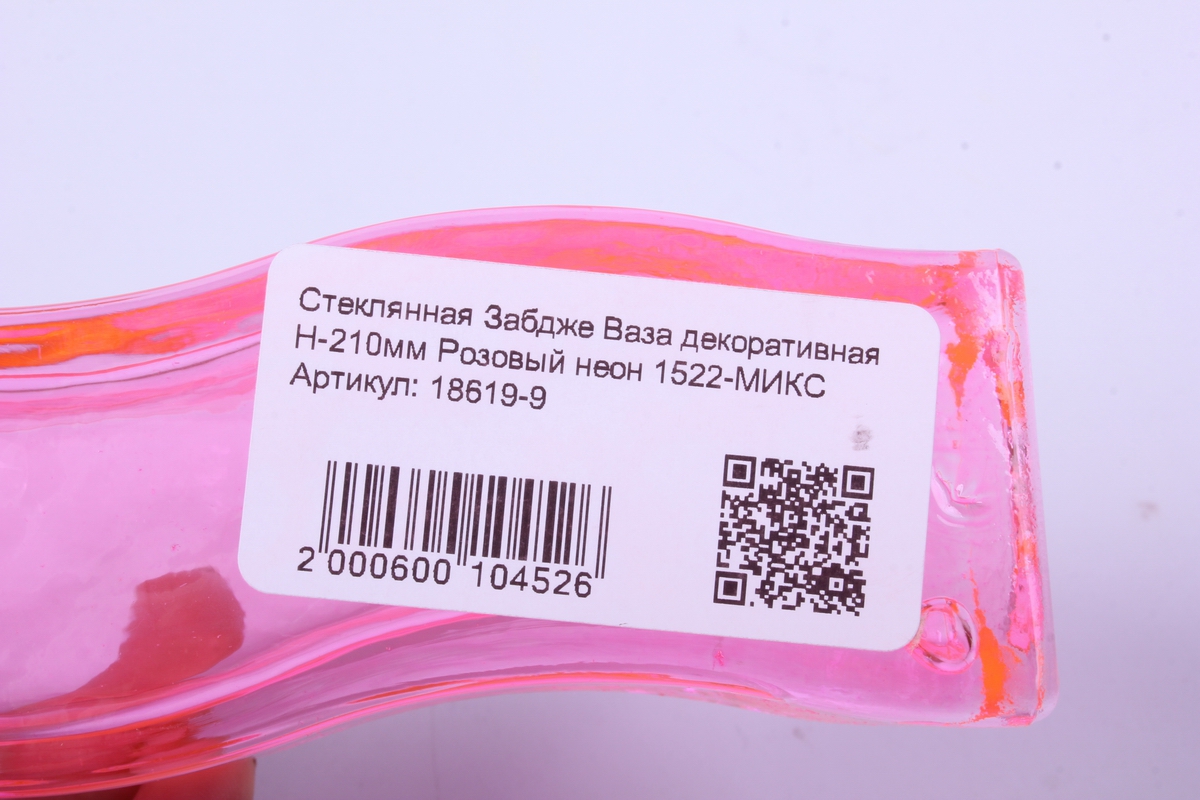 Стеклянная Забдже Ваза декоративная
H-210мм Розовый неон 1522-МИКС
Артикул: 18619-9
2 000600 104526